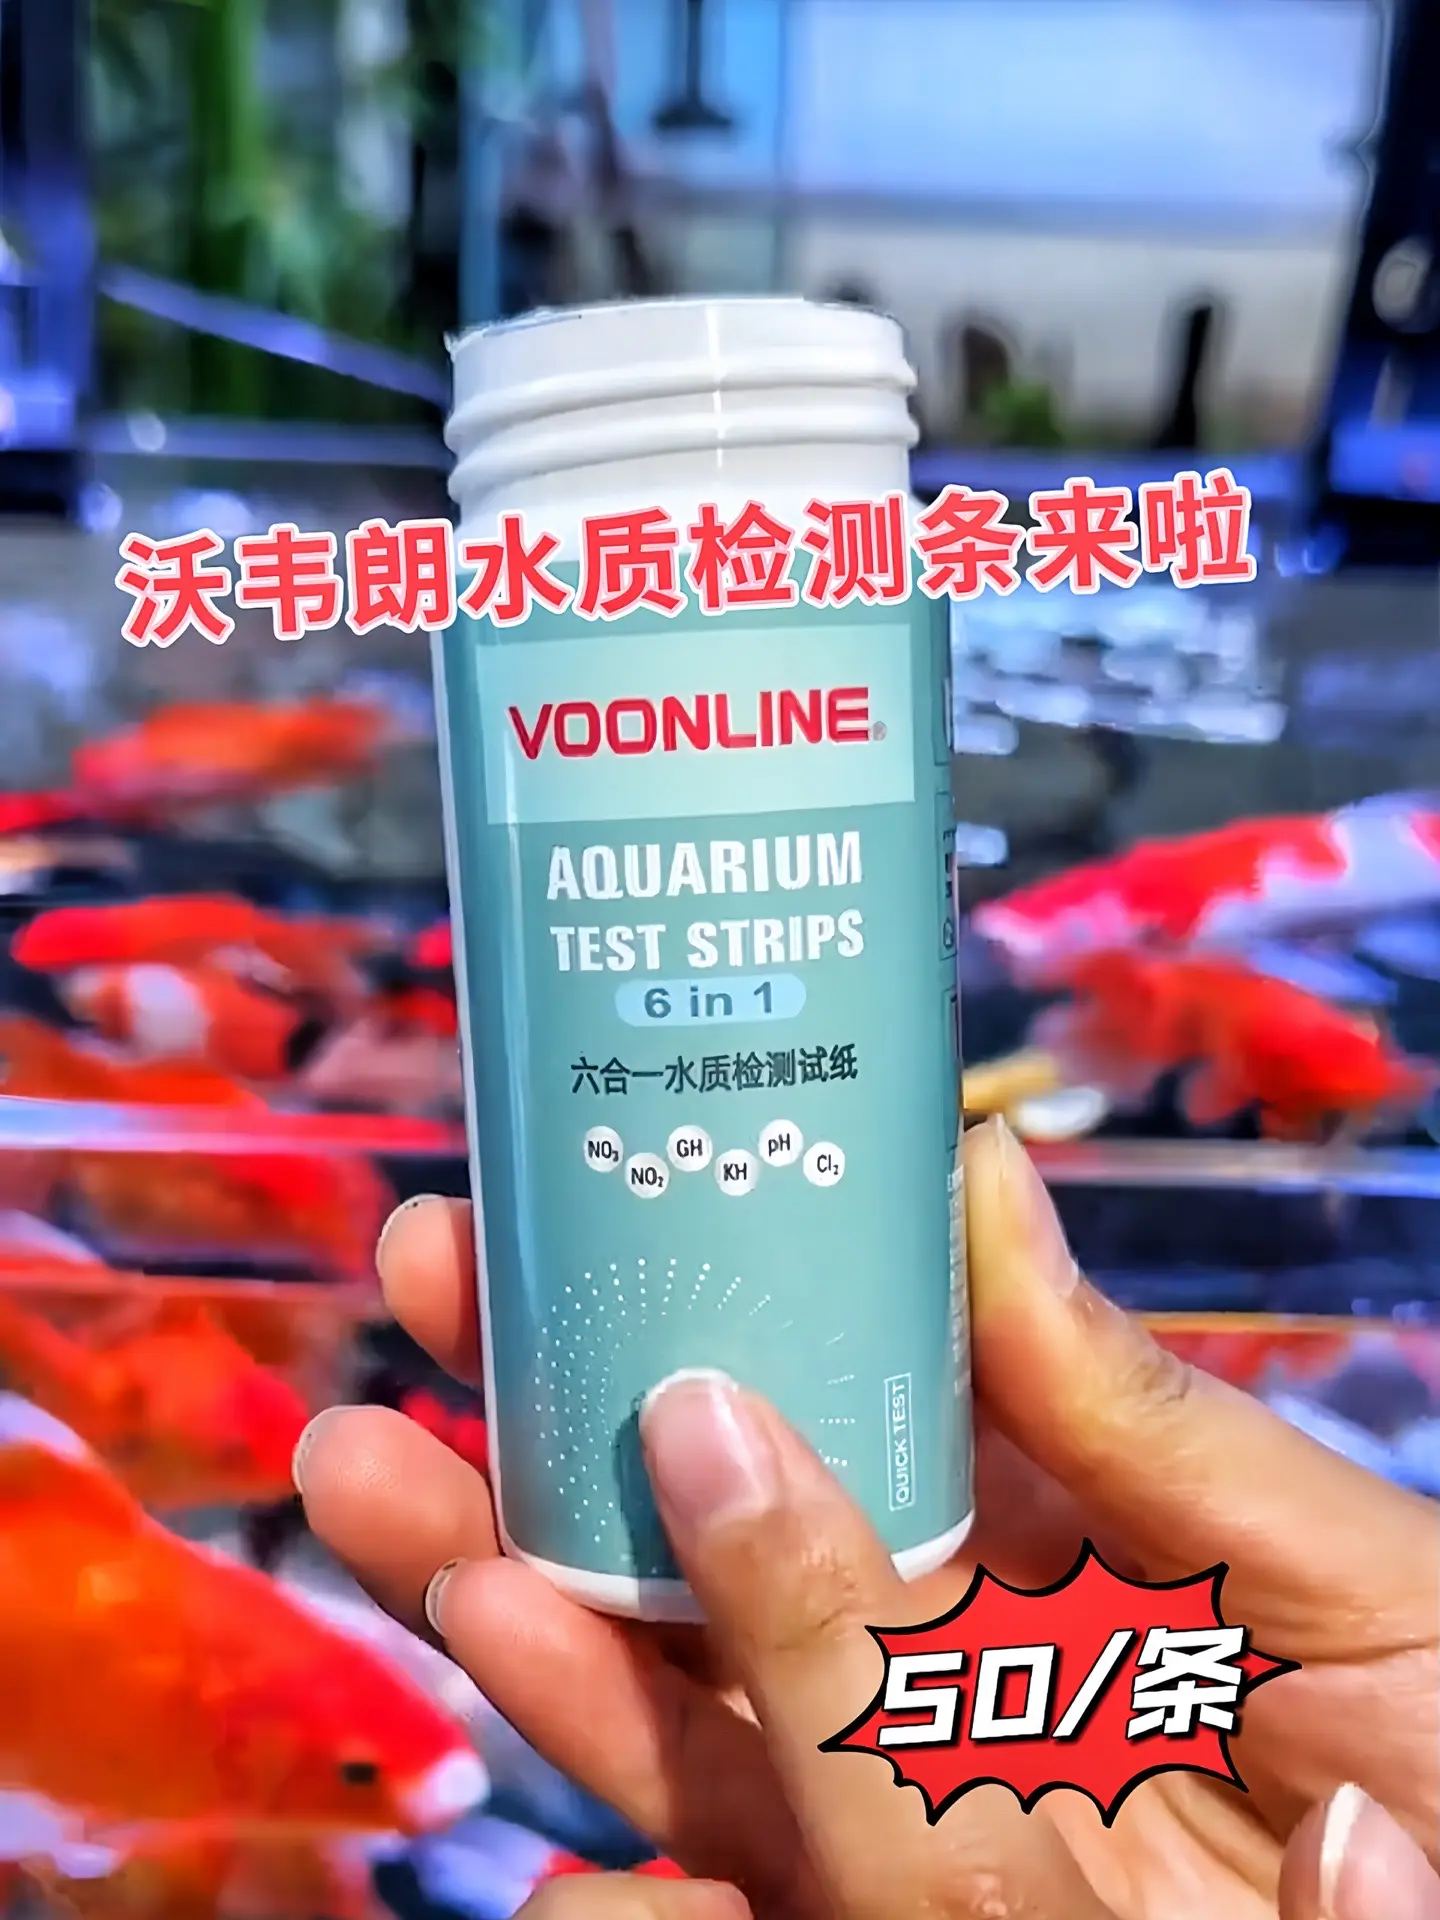 沃韦朗水质检测条来啦
VOONLINE®
AQUARIUM
TEST STRIPS
6 in 1
六合一水质检测试纸
NO₃ NO₂ GH KH pH Cl₂
QUICK TEST
50/条